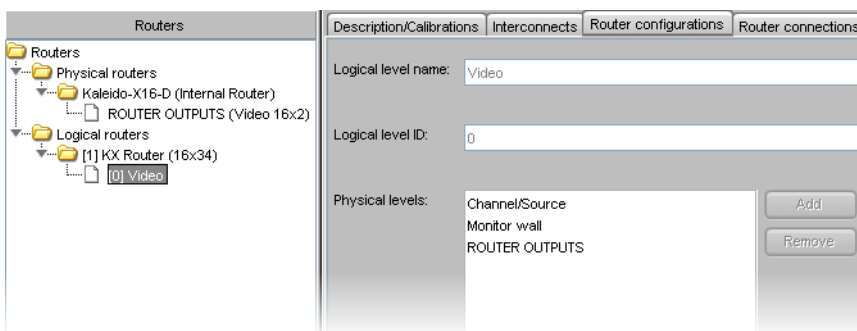 Routers
Routers
Physical routers
Kaleido-X16-D (Internal Router)
ROUTER OUTPUTS (Video 16x2)
Logical routers
[1] KX Router (16x34)
[0] Video
Description/Calibrations
Interconnects
Router configurations
Router connections
Logical level name:
Video
Logical level ID:
0
Physical levels:
Channel/Source
Monitor wall
ROUTER OUTPUTS
Add
Remove